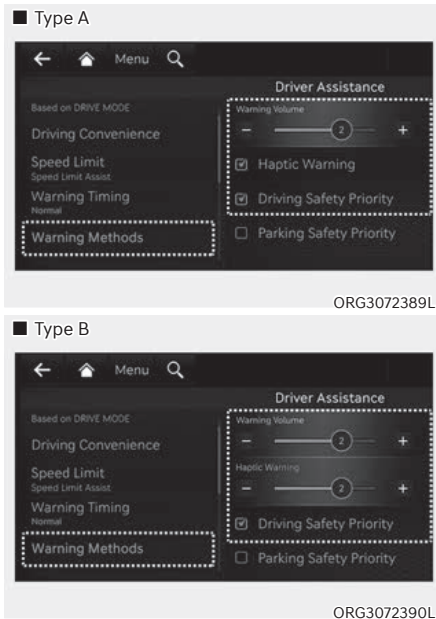 ■ Type A
Menu
Driver Assistance
Based on DRIVE MODE
Driving Convenience
Speed Limit
Speed Limit Assist
Warning Timing
Normal
Warning Methods
Warning Volume
− 2 +
Haptic Warning
Driving Safety Priority
Parking Safety Priority
ORG3072389L
■ Type B
Menu
Driver Assistance
Based on DRIVE MODE
Driving Convenience
Speed Limit
Speed Limit Assist
Warning Timing
Normal
Warning Methods
Warning Volume
− 2 +
Haptic Warning
− 2 +
Driving Safety Priority
Parking Safety Priority
ORG3072390L